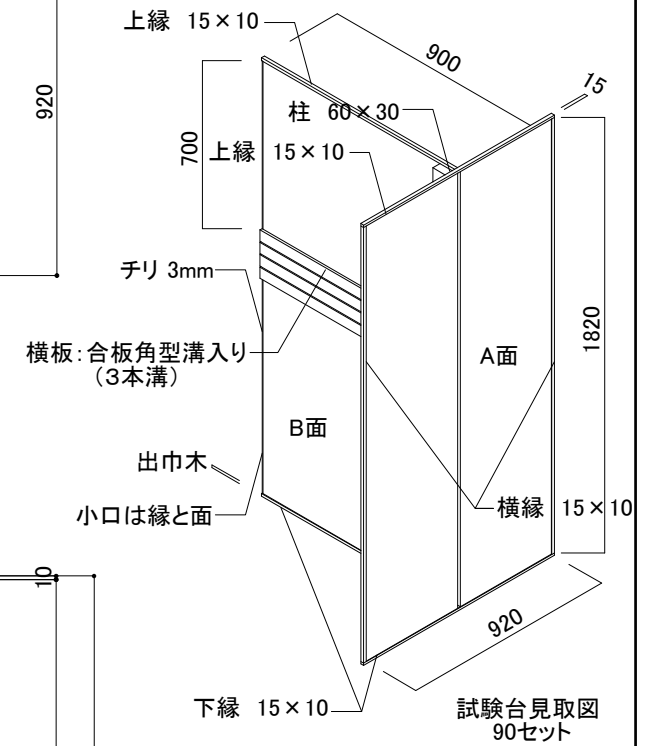 上縁 15×10
900
15
920
柱 60×30
700
上縁 15×10
チリ 3mm
1820
横板:合板角型溝入り
(3本溝)
A面
B面
出巾木
小口は縁と面
横縁 15×10
10
920
下縁 15×10
試験台見取図
90セット